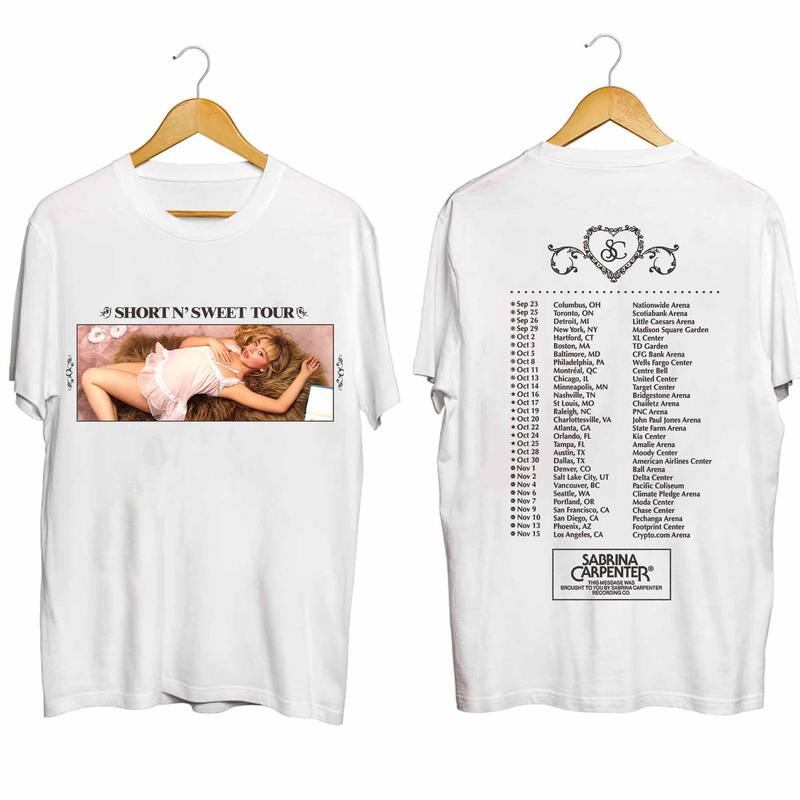 SHORT N' SWEET TOUR
SC
Sep 23 Columbus, OH Nationwide Arena
Sep 25 Toronto, ON Scotiabank Arena
Sep 26 Detroit, MI Little Caesars Arena
Sep 29 New York, NY Madison Square Garden
Oct 2 Hartford, CT XL Center
Oct 3 Boston, MA TD Garden
Oct 5 Baltimore, MD CFG Bank Arena
Oct 8 Philadelphia, PA Wells Fargo Center
Oct 11 Montréal, QC Centre Bell
Oct 13 Chicago, IL United Center
Oct 14 Minneapolis, MN Target Center
Oct 16 Nashville, TN Bridgestone Arena
Oct 17 St Louis, MO Chaifetz Arena
Oct 19 Raleigh, NC PNC Arena
Oct 20 Charlottesville, VA John Paul Jones Arena
Oct 22 Atlanta, GA State Farm Arena
Oct 24 Orlando, FL Kia Center
Oct 25 Tampa, FL Amalie Arena
Oct 28 Austin, TX Moody Center
Oct 30 Dallas, TX American Airlines Center
Nov 1 Denver, CO Ball Arena
Nov 2 Salt Lake City, UT Delta Center
Nov 4 Vancouver, BC Pacific Coliseum
Nov 6 Seattle, WA Climate Pledge Arena
Nov 7 Portland, OR Moda Center
Nov 9 San Francisco, CA Chase Center
Nov 10 San Diego, CA Pechanga Arena
Nov 13 Phoenix, AZ Footprint Center
Nov 15 Los Angeles, CA Crypto.com Arena
SABRINA
CARPENTER®
THIS MESSAGE WAS
BROUGHT TO YOU BY SABRINA CARPENTER
RECORDING CO.